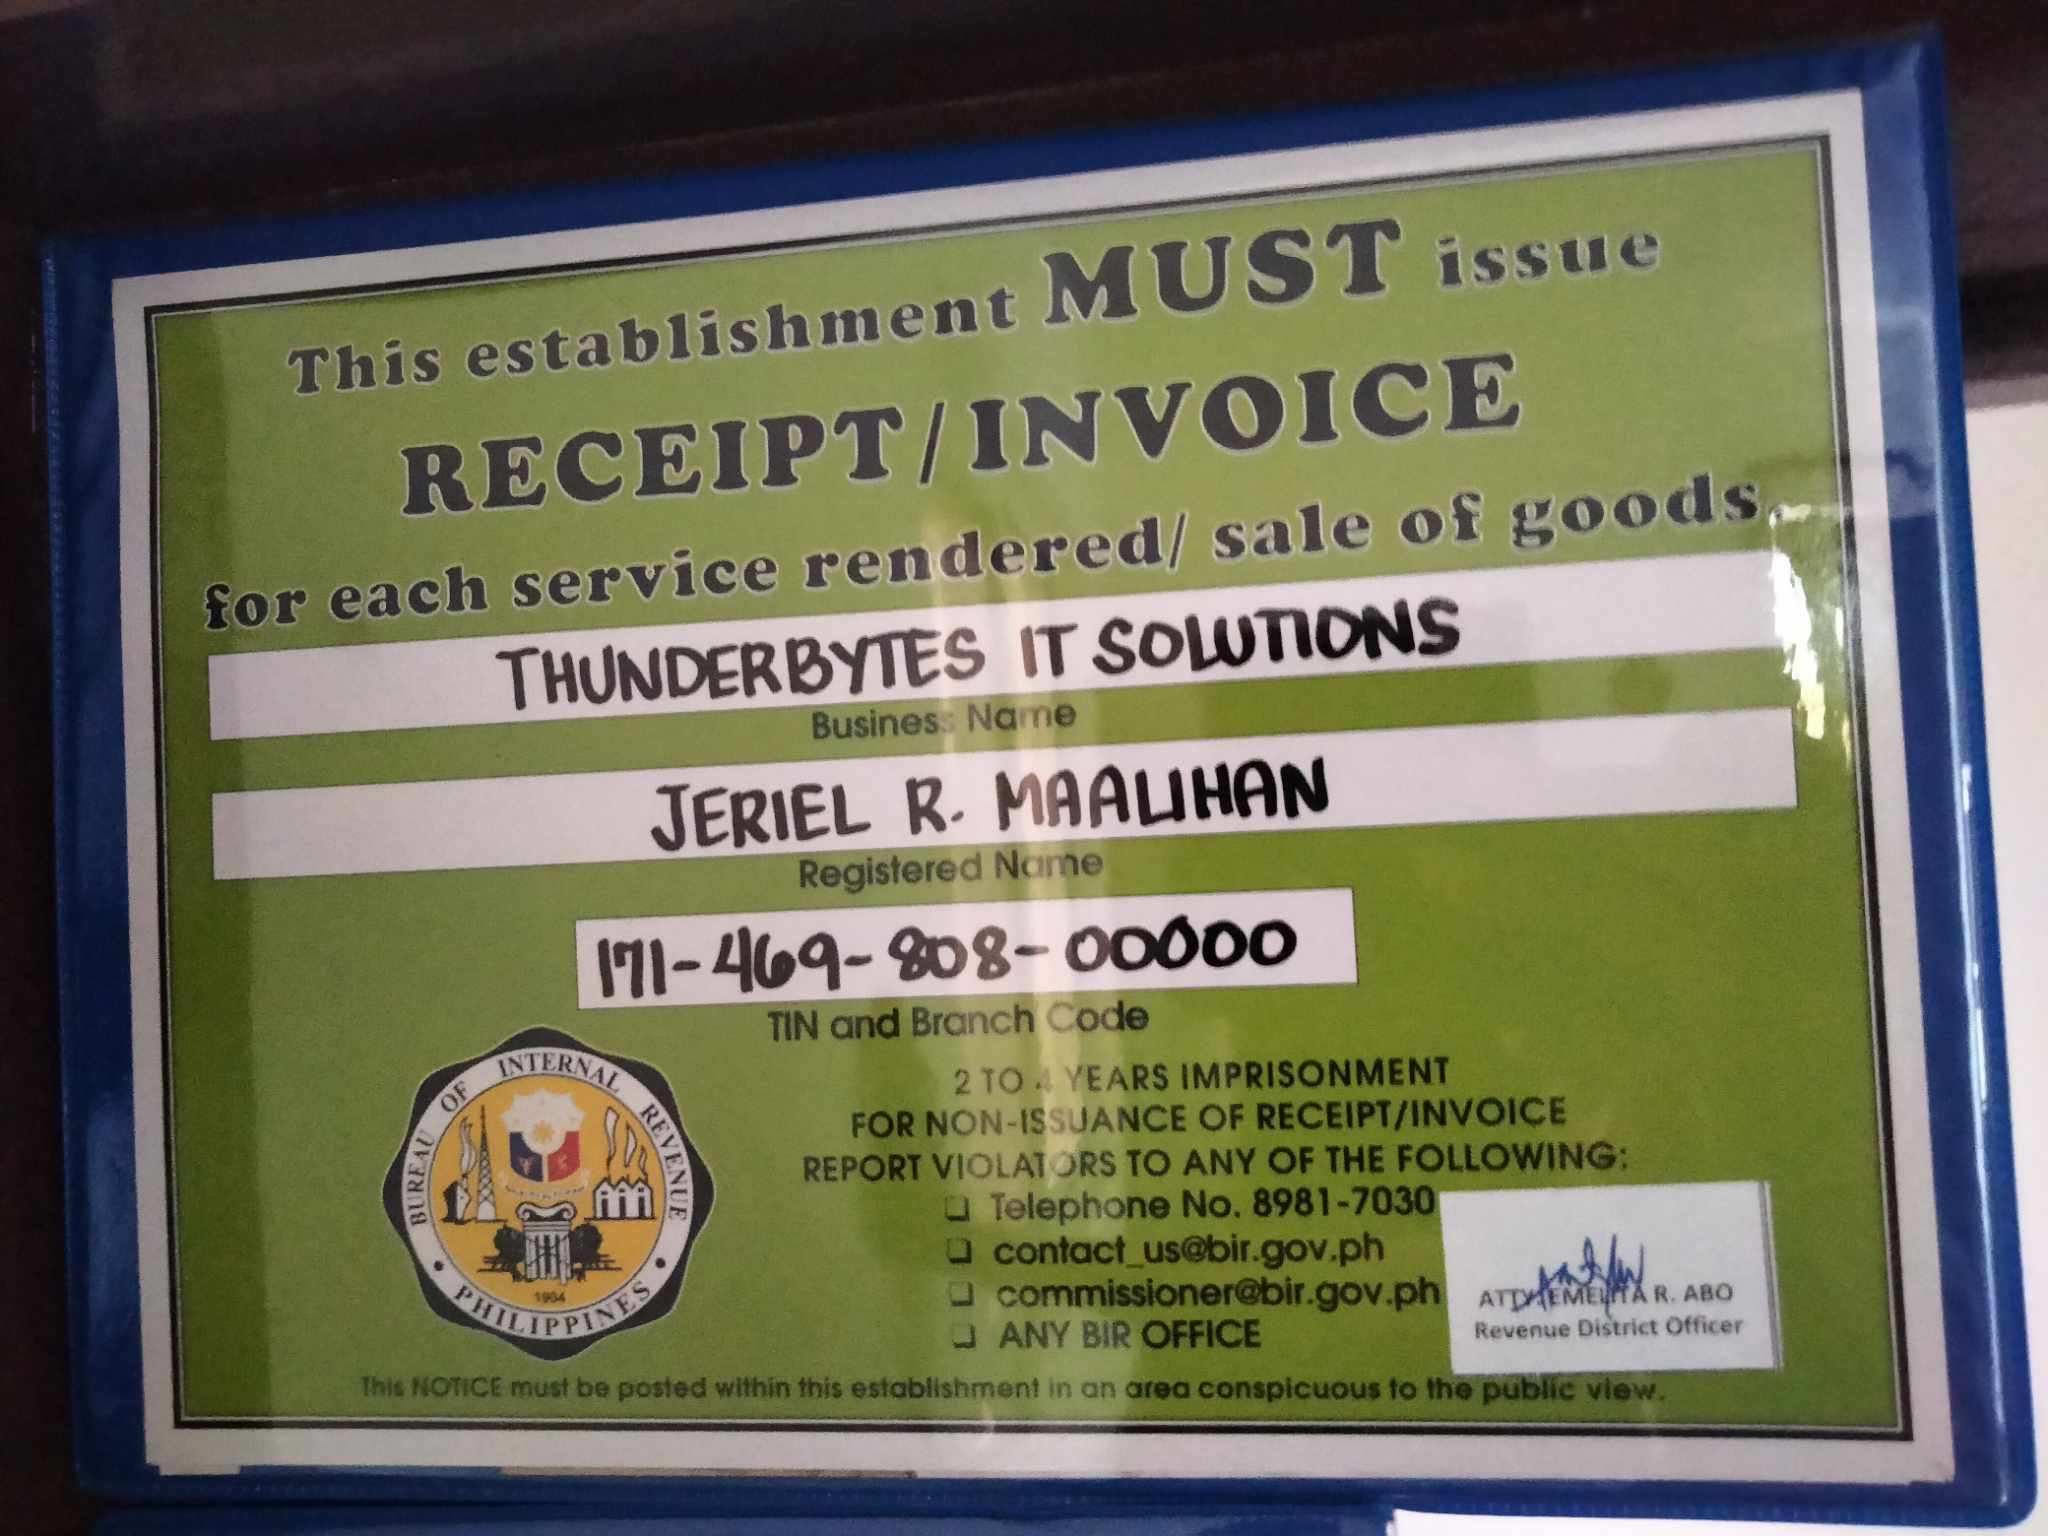 This establishment MUST issue
RECEIPT/INVOICE
for each service rendered/ sale of goods.
THUNDERBYTES IT SOLUTIONS
Business Name
JERIEL R. MAALIHAN
Registered Name
171-469-808-00000
TIN and Branch Code
BUREAU OF INTERNAL REVENUE
PHILIPPINES
1904
2 TO 4 YEARS IMPRISONMENT
FOR NON-ISSUANCE OF RECEIPT/INVOICE
REPORT VIOLATORS TO ANY OF THE FOLLOWING:
❏ Telephone No. 8981-7030
❏ contact_us@bir.gov.ph
❏ commissioner@bir.gov.ph
❏ ANY BIR OFFICE
ATTY. EMELITA R. ABO
Revenue District Officer
This NOTICE must be posted within this establishment in an area conspicuous to the public view.